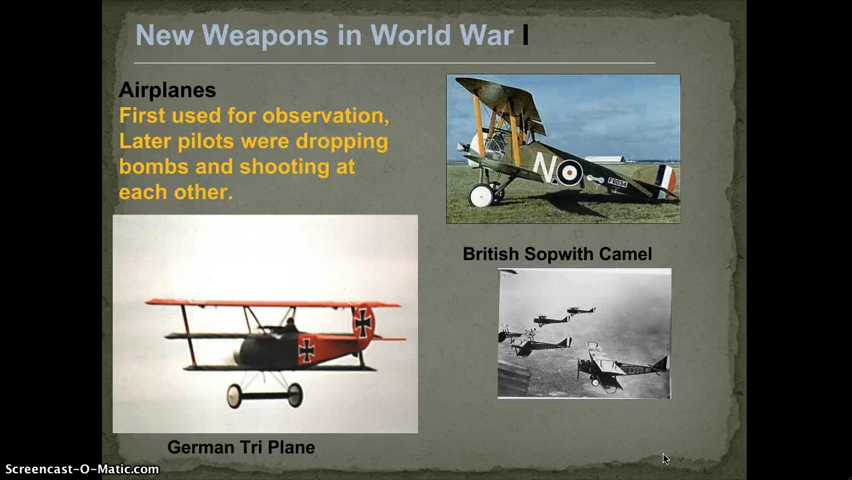 New Weapons in World War I
Airplanes
First used for observation,
Later pilots were dropping
bombs and shooting at
each other.
N
British Sopwith Camel
German Tri Plane
Screencast-O-Matic.com